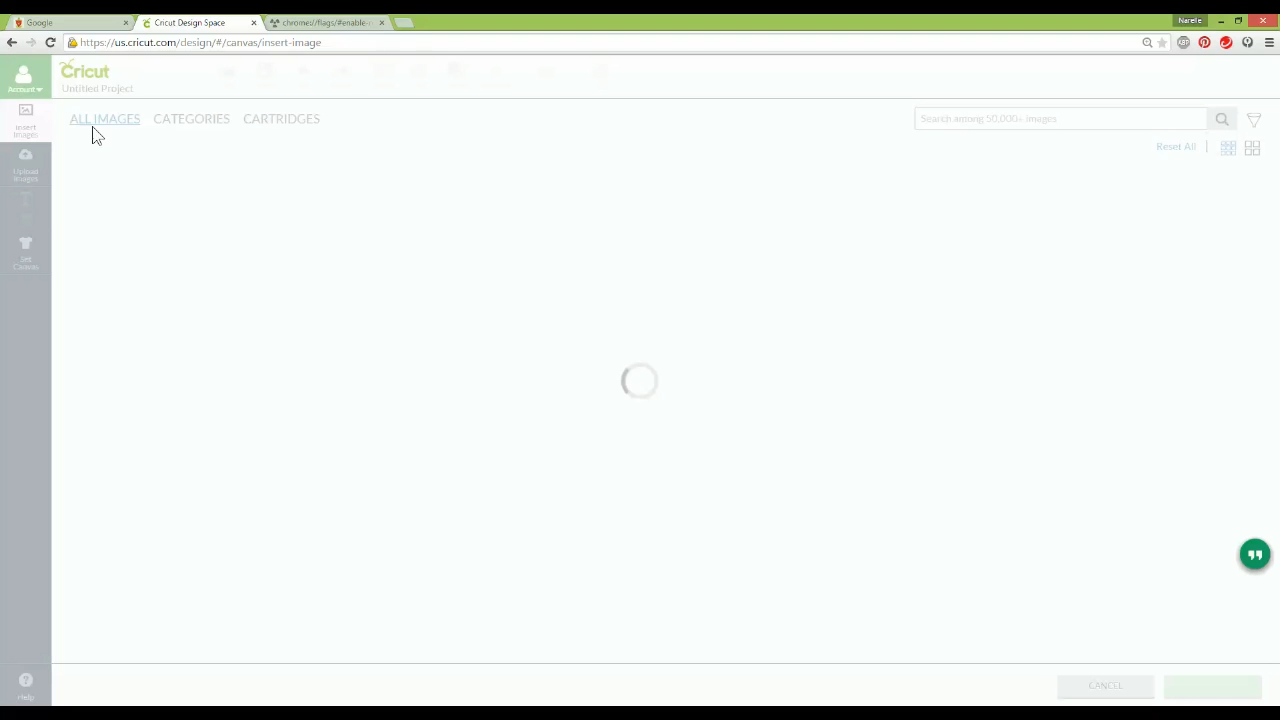 Google
Cricut Design Space
chrome://flags/#enable-
Narelle
https://us.cricut.com/design/#/canvas/insert-image
Account
Cricut
Untitled Project
Insert
Images
Upload
Images
Set
Canvas
Help
ALL IMAGES
CATEGORIES
CARTRIDGES
Search among 50,000+ images
Reset All
CANCEL